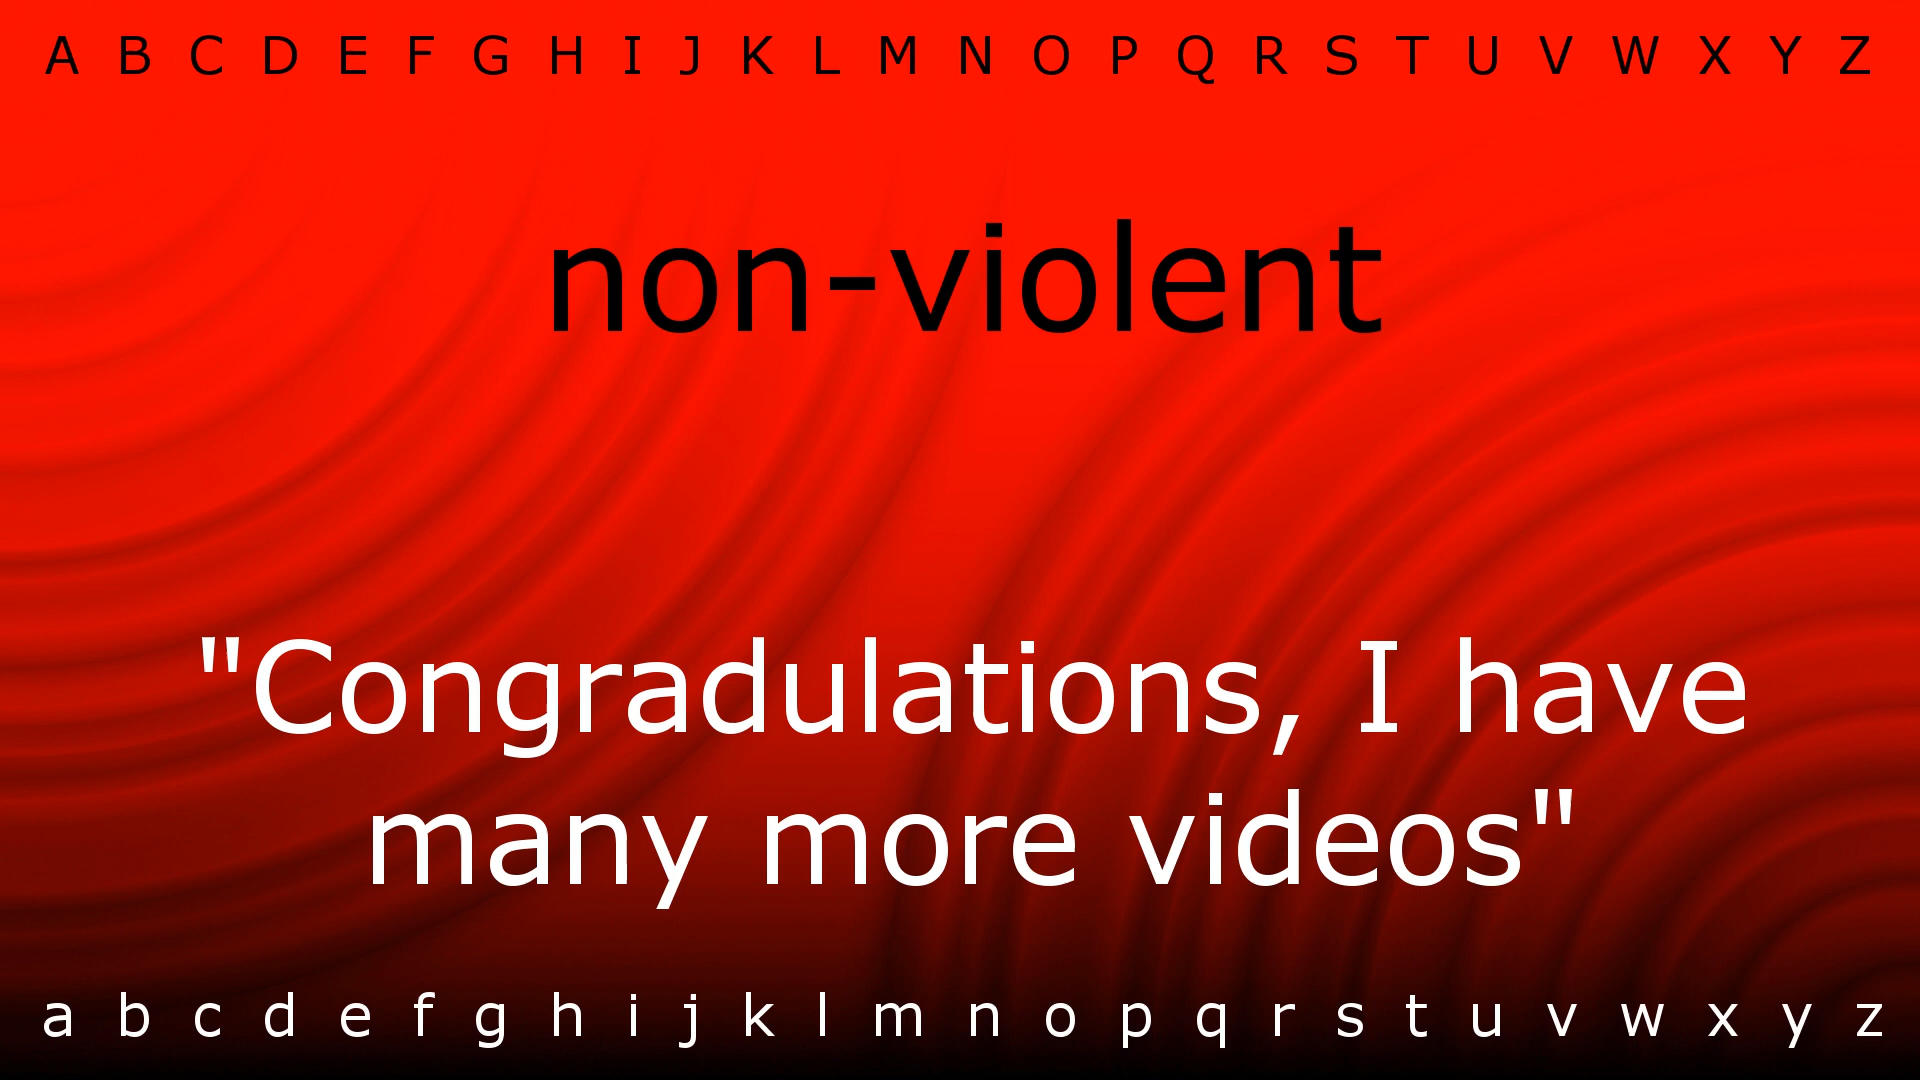 A B C D E F G H I J K L M N O P Q R S T U V W X Y Z
non-violent
"Congradulations, I have
many more videos"
a b c d e f g h i j k l m n o p q r s t u v w x y z